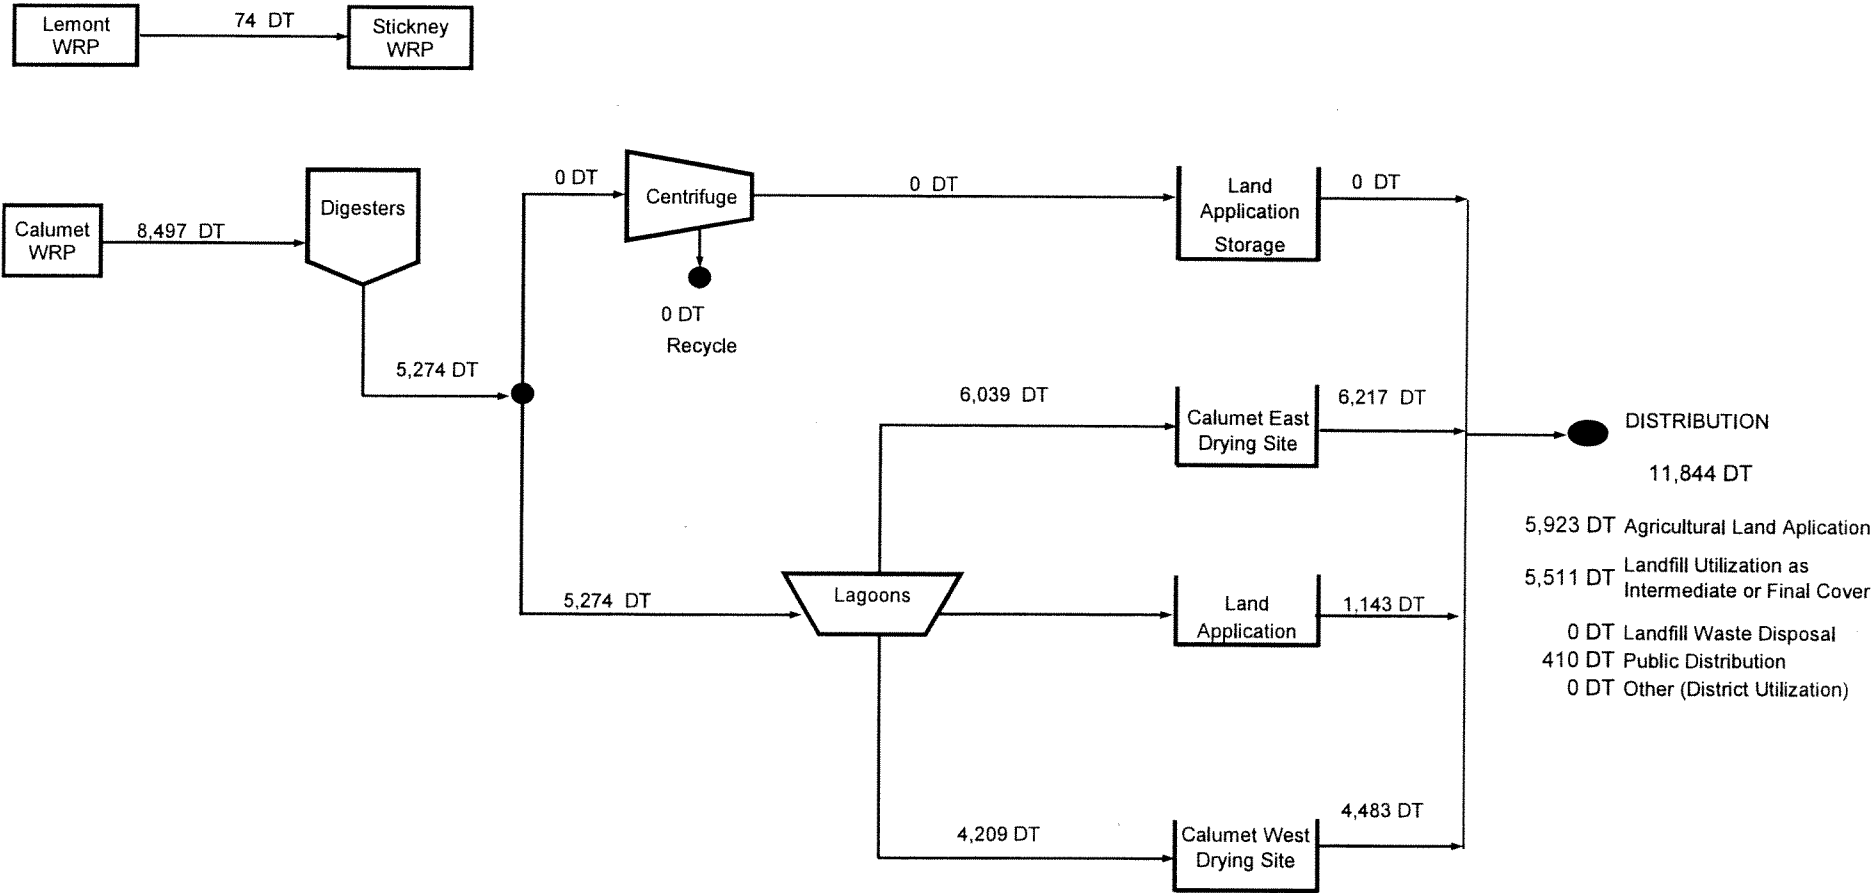 Lemont
WRP
74 DT
Stickney
WRP
Calumet
WRP
8,497 DT
Digesters
5,274 DT
0 DT
Centrifuge
0 DT
Recycle
0 DT
Land
Application
Storage
0 DT
6,039 DT
Calumet East
Drying Site
6,217 DT
5,274 DT
Lagoons
Land
Application
1,143 DT
4,209 DT
Calumet West
Drying Site
4,483 DT
DISTRIBUTION
11,844 DT
5,923 DT Agricultural Land Aplication
5,511 DT Landfill Utilization as
Intermediate or Final Cover
0 DT Landfill Waste Disposal
410 DT Public Distribution
0 DT Other (District Utilization)